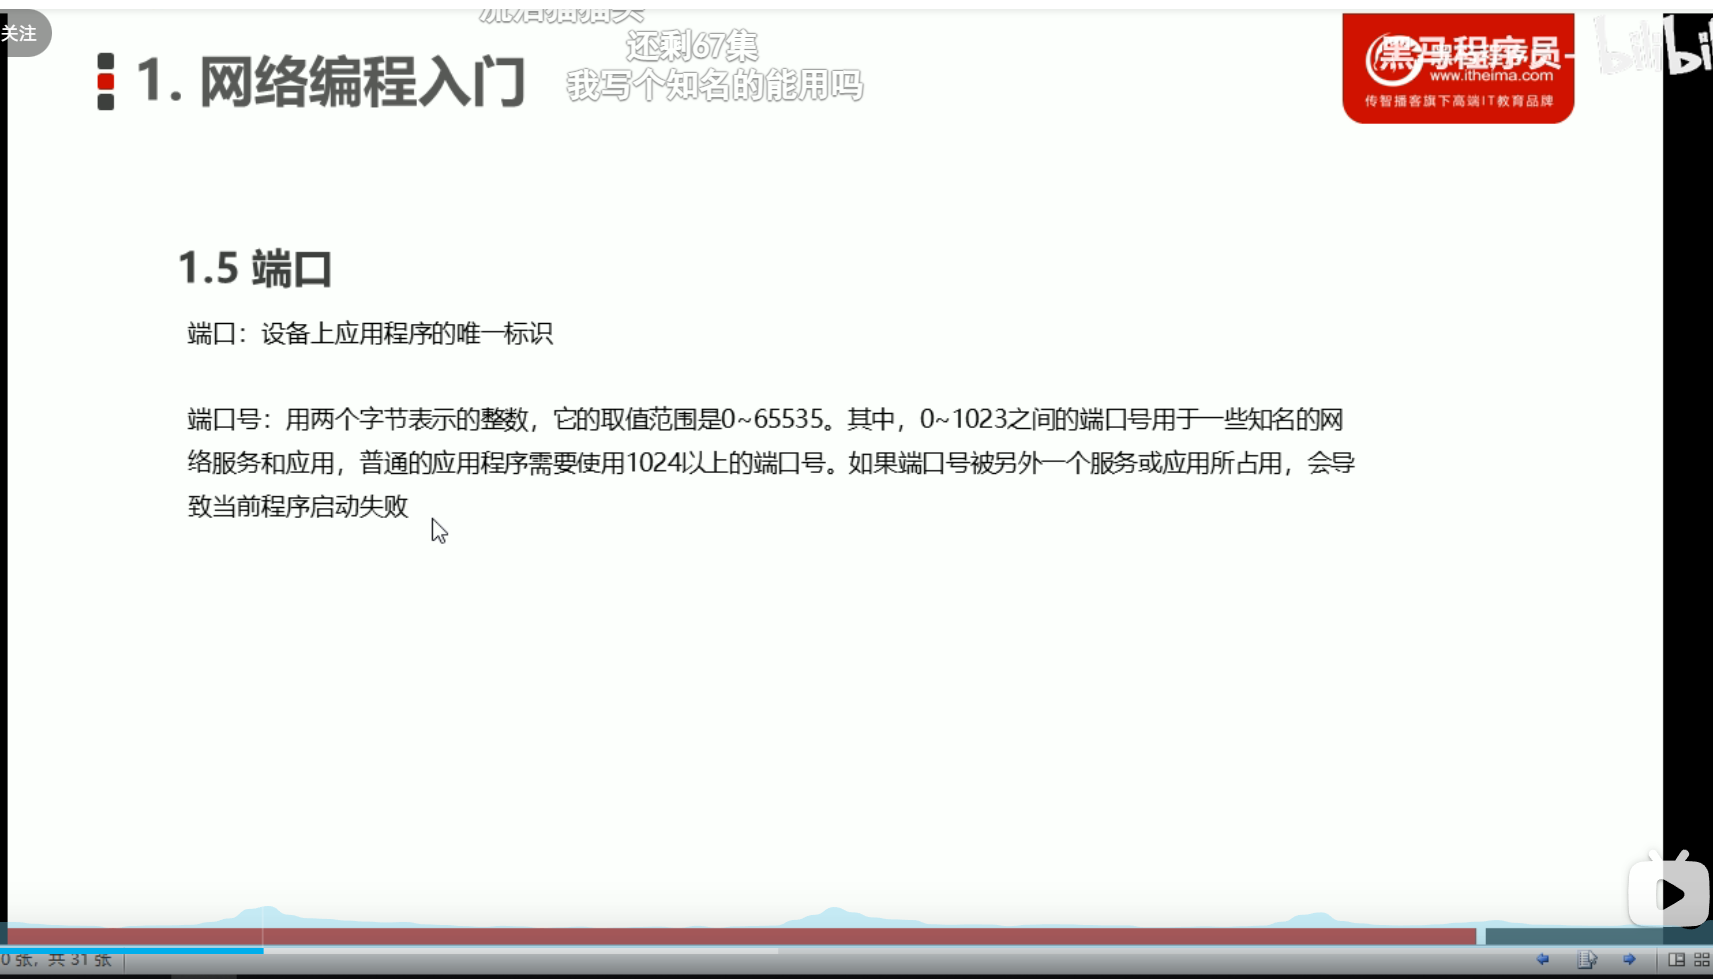 关注
还剩67集
1. 网络编程入门
我写个知名的能用吗
黑马程序员
www.itheima.com
传智播客旗下高端IT教育品牌
bilibili
1.5 端口
端口：设备上应用程序的唯一标识
端口号：用两个字节表示的整数，它的取值范围是0~65535。其中，0~1023之间的端口号用于一些知名的网
络服务和应用，普通的应用程序需要使用1024以上的端口号。如果端口号被另外一个服务或应用所占用，会导
致当前程序启动失败
0 张，共 31 张